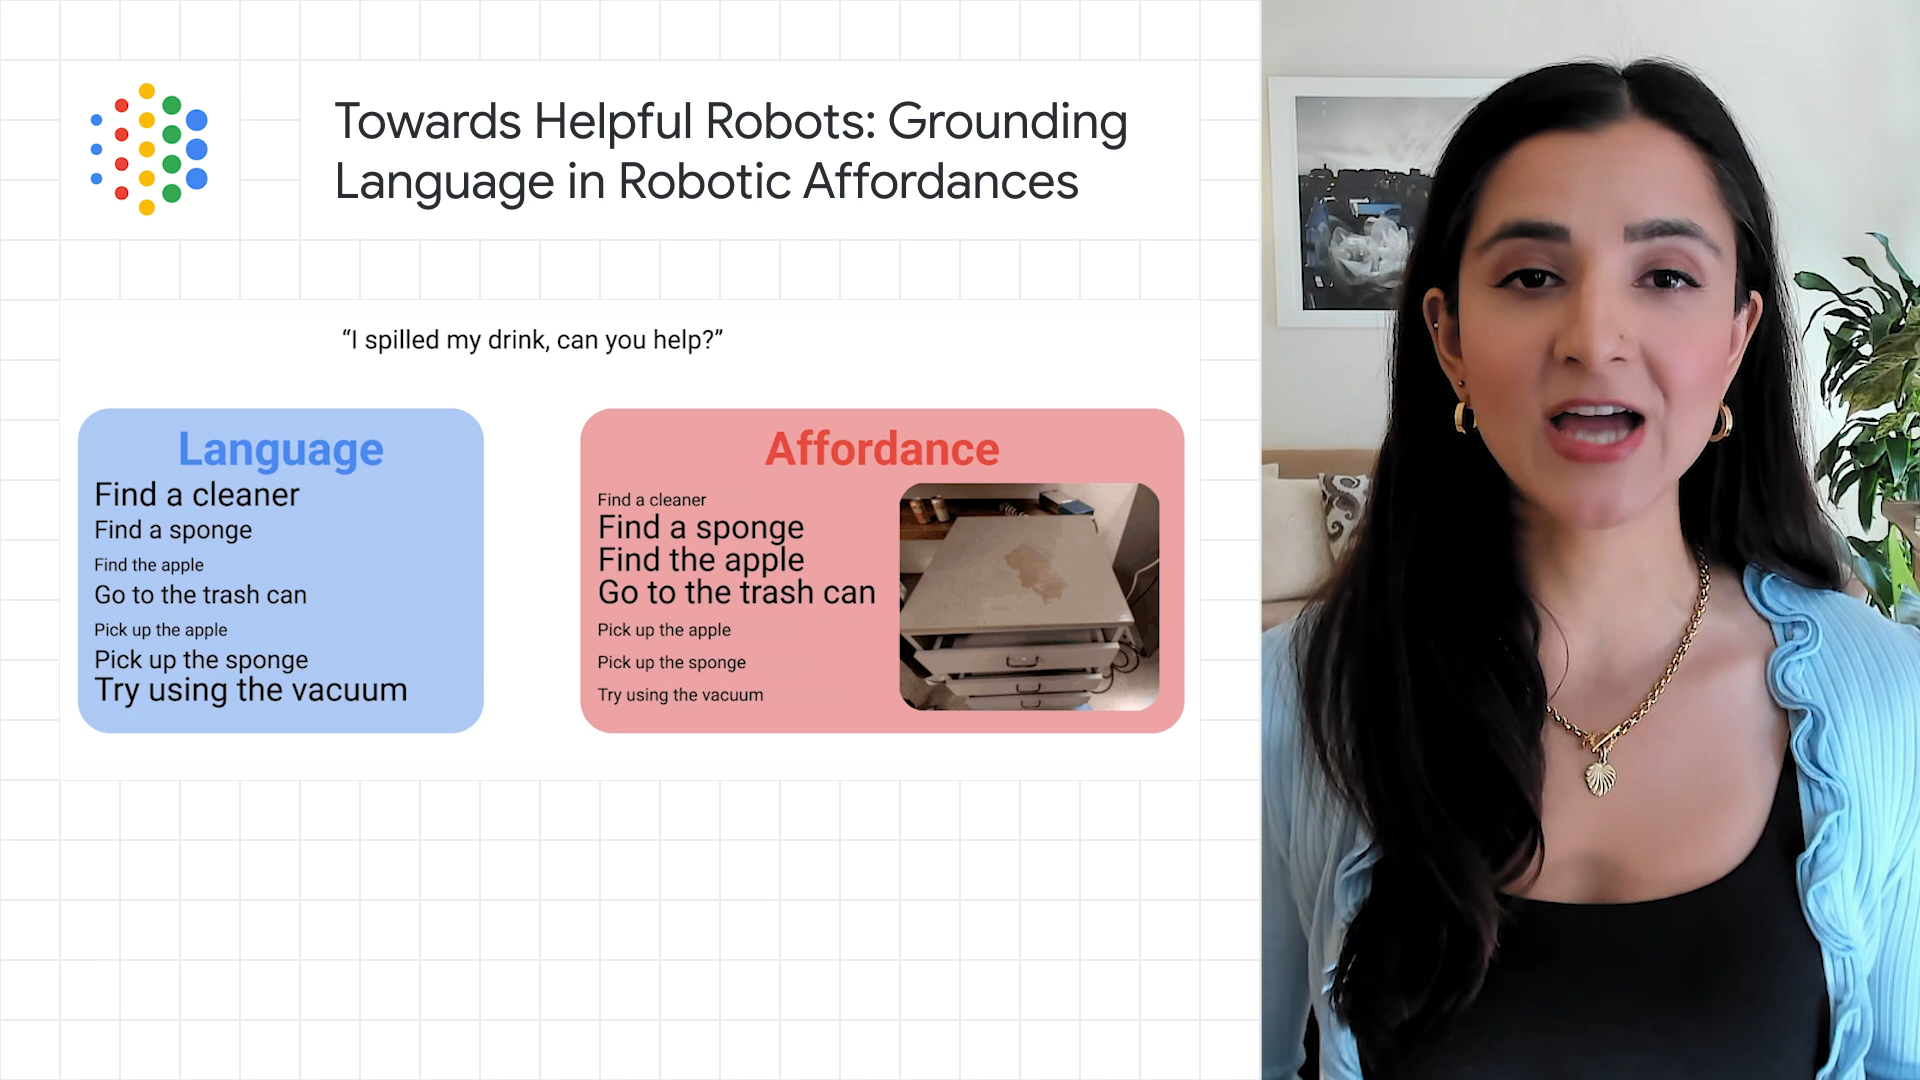 Towards Helpful Robots: Grounding
Language in Robotic Affordances
“I spilled my drink, can you help?”
Language
Find a cleaner
Find a sponge
Find the apple
Go to the trash can
Pick up the apple
Pick up the sponge
Try using the vacuum
Affordance
Find a cleaner
Find a sponge
Find the apple
Go to the trash can
Pick up the apple
Pick up the sponge
Try using the vacuum